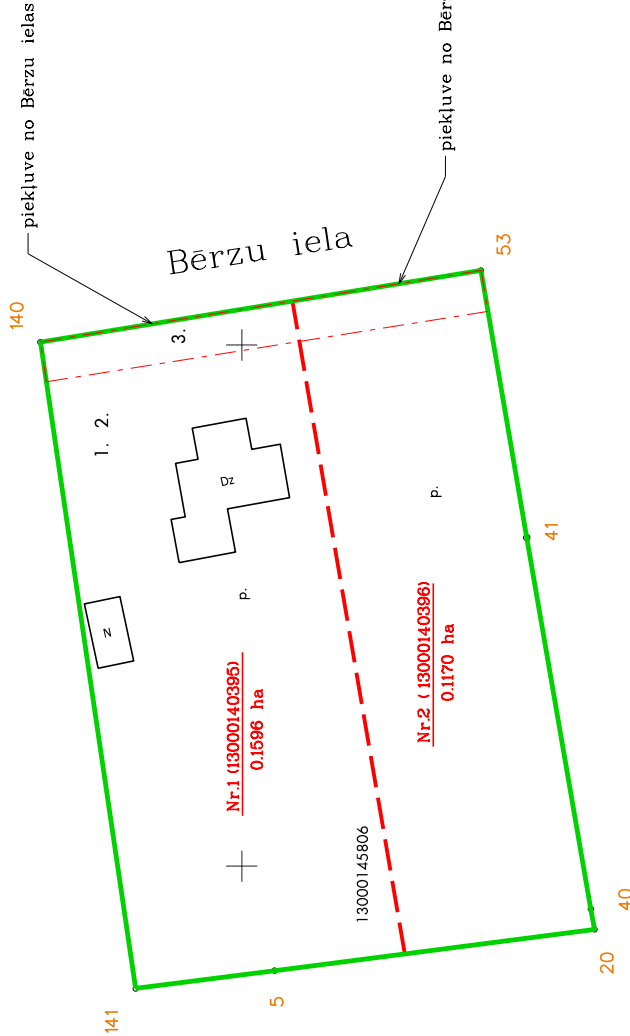 piekļuve no Bērzu ielas
piekļuve no Bēr
Bērzu iela
140
53
3.
1. 2.
Dz
p.
41
N
p.
Nr.1 (13000140395)
0.1596 ha
Nr.2 ( 13000140396)
0.1170 ha
13000145806
141
5
20
40